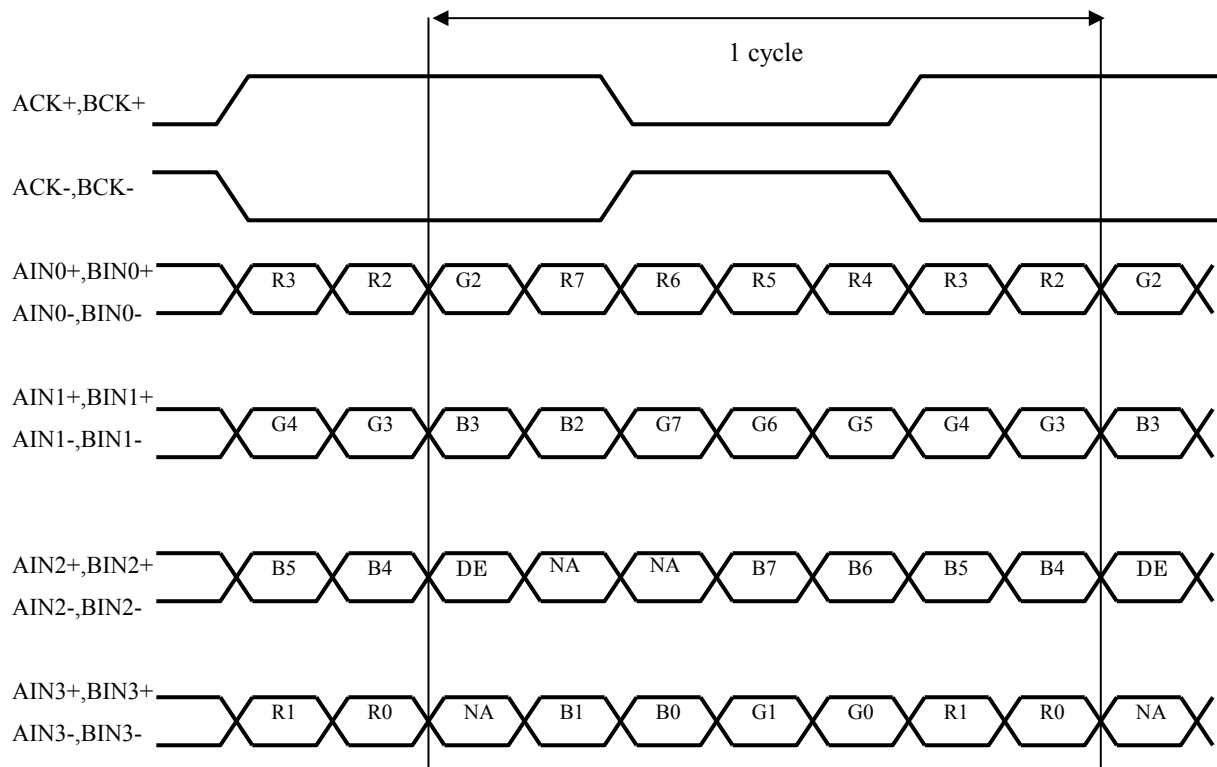 1 cycle
ACK+,BCK+
ACK-,BCK-
AIN0+,BIN0+
R3 R2 G2 R7 R6 R5 R4 R3 R2 G2
AIN0-,BIN0-
AIN1+,BIN1+
G4 G3 B3 B2 G7 G6 G5 G4 G3 B3
AIN1-,BIN1-
AIN2+,BIN2+
B5 B4 DE NA NA B7 B6 B5 B4 DE
AIN2-,BIN2-
AIN3+,BIN3+
R1 R0 NA B1 B0 G1 G0 R1 R0 NA
AIN3-,BIN3-